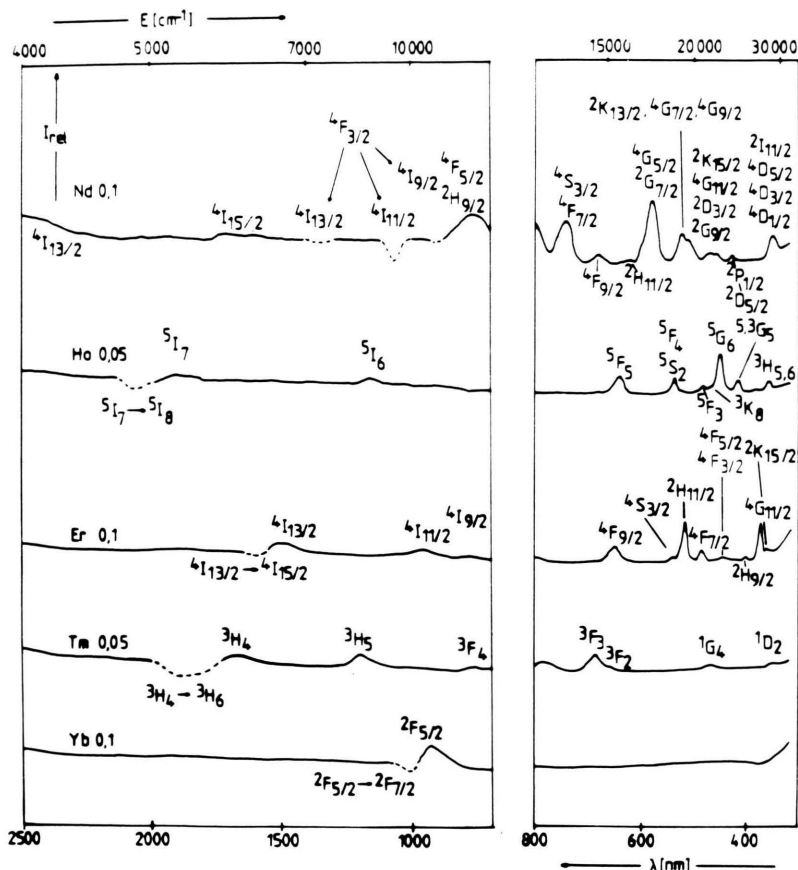 E [cm⁻¹]
4000 5000 7000 10 000 15000 20 000 30 000
I rel
Nd 0,1
⁴I13/2
⁴I15/2
⁴F3/2
⁴I13/2
⁴I11/2
⁴I9/2
⁴F5/2
²H9/2
⁴S3/2
⁴F7/2
⁴F9/2
²H11/2
⁴G5/2
²G7/2
²K13/2, ⁴G7/2, ⁴G9/2
²K15/2
⁴G11/2
²D3/2
²G9/2
²P1/2
²D5/2
²I11/2
⁴D5/2
⁴D3/2
⁴D1/2
Ho 0,05
⁵I7
⁵I7 → ⁵I8
⁵I6
⁵F5
⁵F4
⁵S2
⁵F3
⁵G6
³K8
⁵,³G5
³H5,6
Er 0,1
⁴I13/2
⁴I13/2 → ⁴I15/2
⁴I11/2
⁴I9/2
⁴F9/2
⁴S3/2
²H11/2
⁴F7/2
⁴F5/2
⁴F3/2
²H9/2
²K15/2
⁴G11/2
Tm 0,05
³H4
³H4 → ³H6
³H5
³F4
³F3
³F2
¹G4
¹D2
Yb 0,1
²F5/2
²F5/2 → ²F7/2
2500 2000 1500 1000 800 600 400
λ [nm]